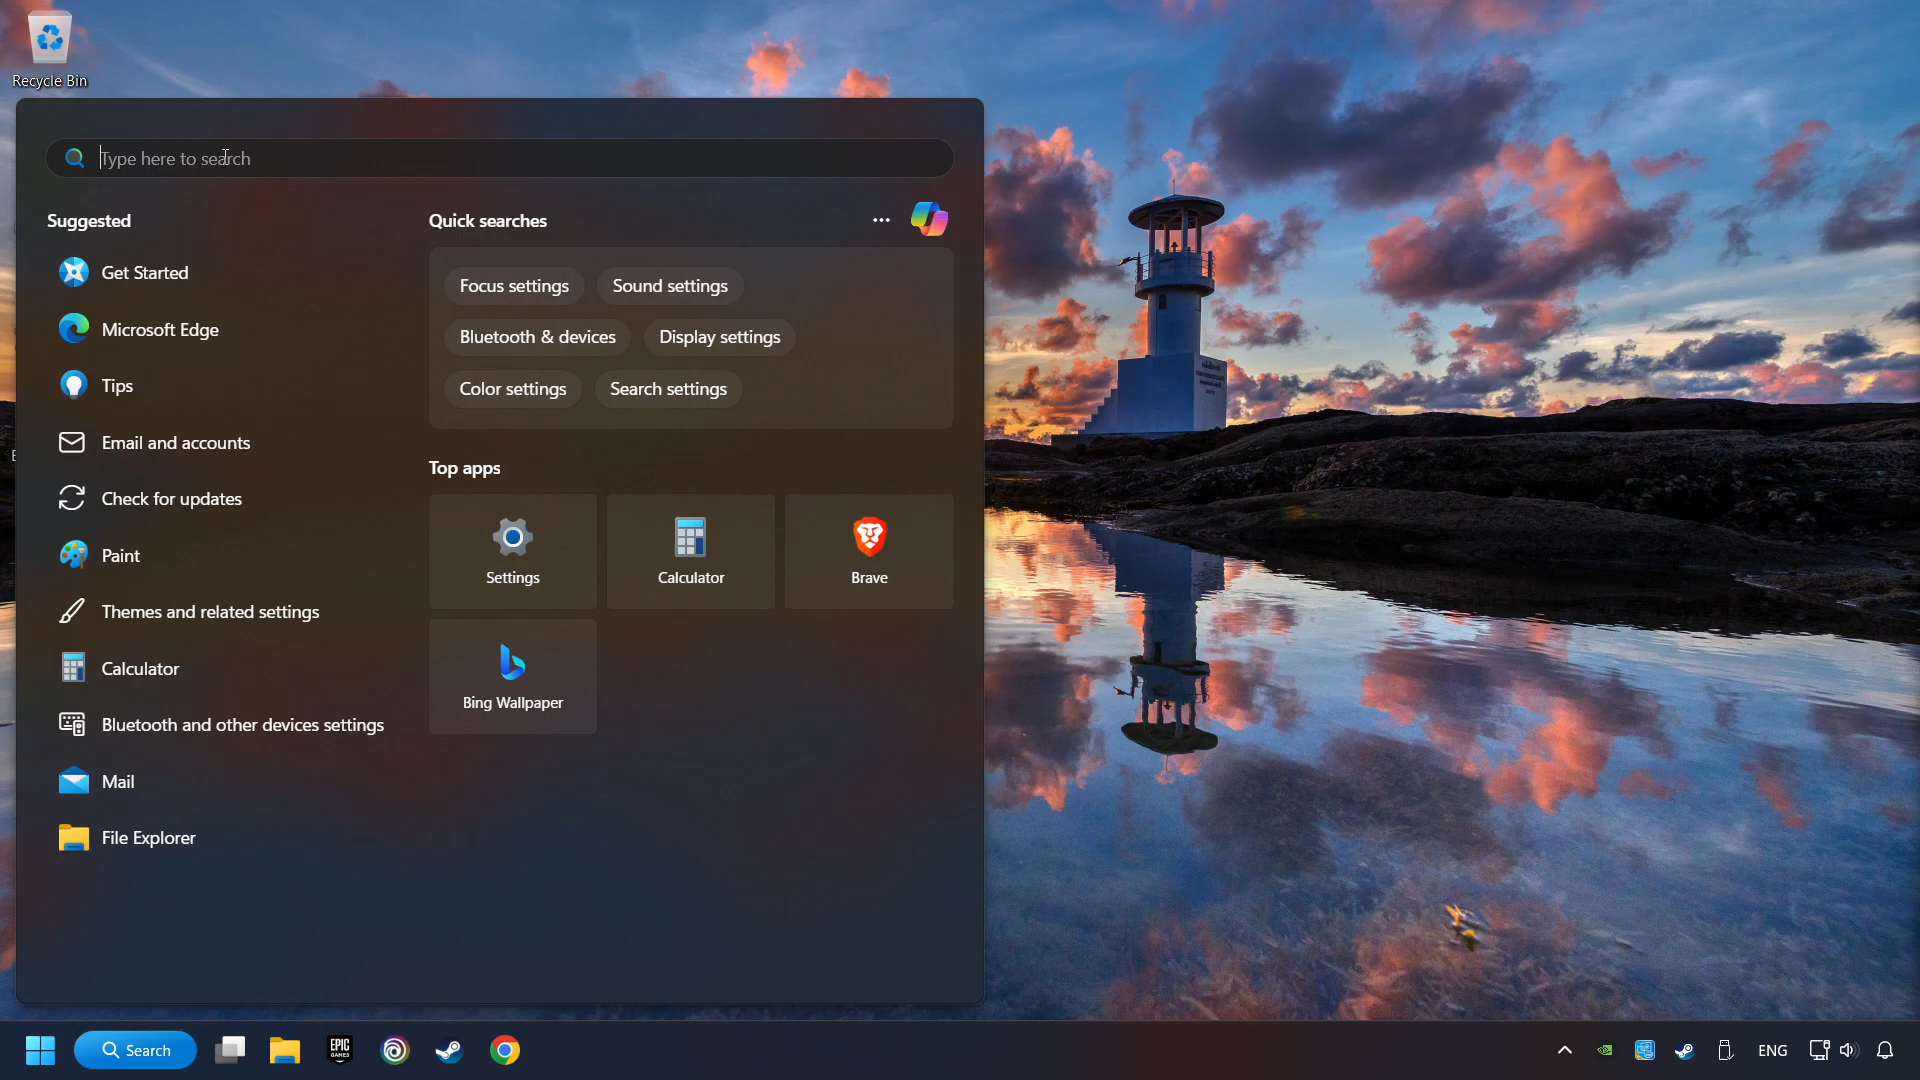 Recycle Bin
Type here to search
Suggested
Get Started
Microsoft Edge
Tips
Email and accounts
Check for updates
Paint
Themes and related settings
Calculator
Bluetooth and other devices settings
Mail
File Explorer
Quick searches
Focus settings
Sound settings
Bluetooth & devices
Display settings
Color settings
Search settings
Top apps
Settings
Calculator
Brave
Bing Wallpaper
Search
EPIC
GAMES
ENG